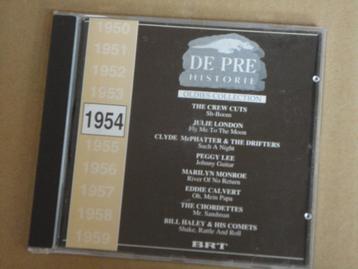 1950
1951
1952
1953
1954
1955
1956
1957
1958
1959
DE PRE
HISTORIE
OLDIES COLLECTION
THE CREW CUTS
Sh-Boom
JULIE LONDON
Fly Me To The Moon
CLYDE McPHATTER & THE DRIFTERS
Such A Night
PEGGY LEE
Johnny Guitar
MARILYN MONROE
River Of No Return
EDDIE CALVERT
Oh, Mein Papa
THE CHORDETTES
Mr. Sandman
BILL HALEY & HIS COMETS
Shake, Rattle And Roll
BRT